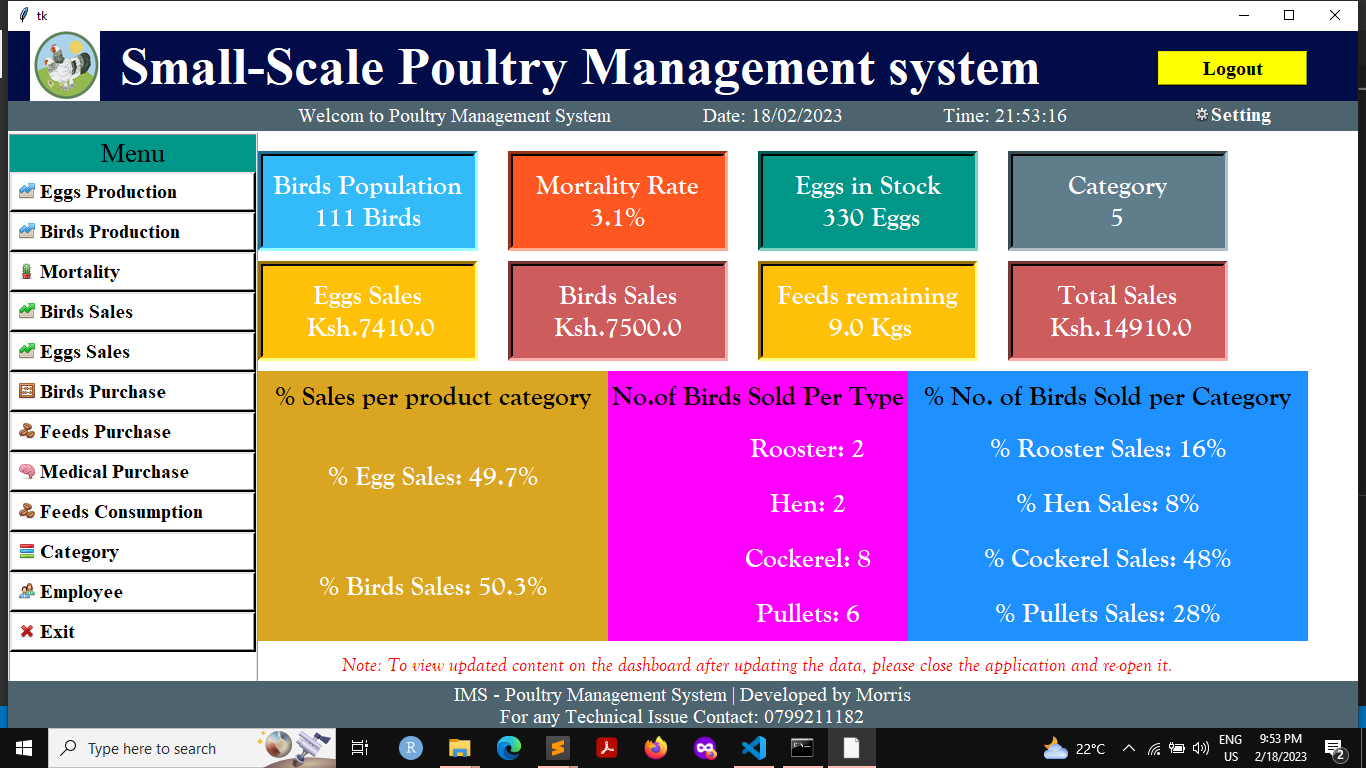 tk
Small-Scale Poultry Management system
Logout
Welcom to Poultry Management System
Date: 18/02/2023
Time: 21:53:16
Setting
Menu
Eggs Production
Birds Production
Mortality
Birds Sales
Eggs Sales
Birds Purchase
Feeds Purchase
Medical Purchase
Feeds Consumption
Category
Employee
Exit
Birds Population
111 Birds
Mortality Rate
3.1%
Eggs in Stock
330 Eggs
Category
5
Eggs Sales
Ksh.7410.0
Birds Sales
Ksh.7500.0
Feeds remaining
9.0 Kgs
Total Sales
Ksh.14910.0
% Sales per product category
% Egg Sales: 49.7%
% Birds Sales: 50.3%
No.of Birds Sold Per Type
Rooster: 2
Hen: 2
Cockerel: 8
Pullets: 6
% No. of Birds Sold per Category
% Rooster Sales: 16%
% Hen Sales: 8%
% Cockerel Sales: 48%
% Pullets Sales: 28%
Note: To view updated content on the dashboard after updating the data, please close the application and re-open it.
IMS - Poultry Management System | Developed by Morris
For any Technical Issue Contact: 0799211182
Type here to search
R
22°C
ENG
US
9:53 PM
2/18/2023
2